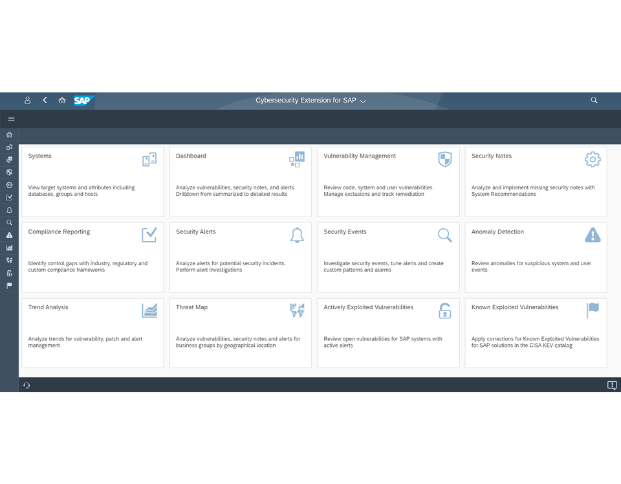 SAP Cybersecurity Extension for SAP
Systems
View target systems and attributes including
databases, groups and hosts
Dashboard
Analyze vulnerabilities, security notes, and alerts.
Drilldown from summarized to detailed results
Vulnerability Management
Review code, system and user vulnerabilities.
Manage exclusions and track remediation
Security Notes
Analyze and implement missing security notes with
System Recommendations
Compliance Reporting
Identify control gaps with industry, regulatory and
custom compliance frameworks
Security Alerts
Analyze alerts for potential security incidents.
Perform alert investigations
Security Events
Investigate security events, tune alerts and create
custom patterns and alarms
Anomaly Detection
Review anomalies for suspicious system and user
events
Trend Analysis
Analyze trends for vulnerability, patch and alert
management
Threat Map
Analyze vulnerabilities, security notes and alerts for
business groups by geographical location
Actively Exploited Vulnerabilities
Review open vulnerabilities for SAP systems with
active alerts
Known Exploited Vulnerabilities
Apply corrections for Known Exploited Vulnerabilities
for SAP solutions in the CISA KEV catalog